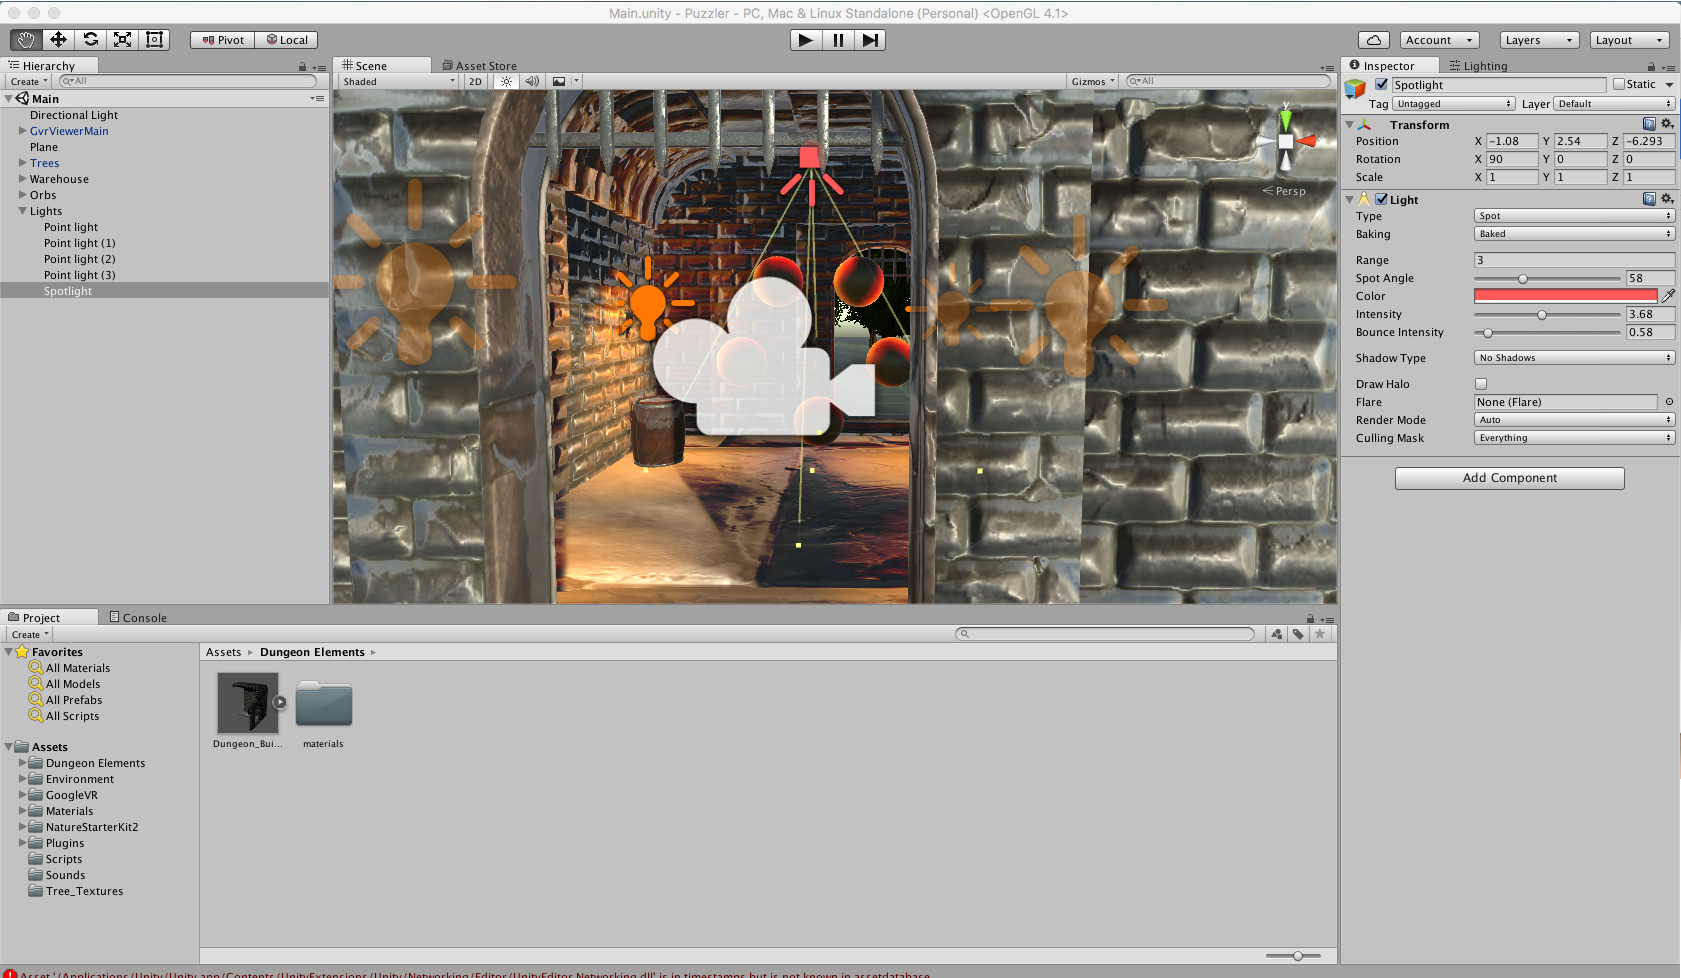 Main.unity - Puzzler - PC, Mac & Linux Standalone (Personal) <OpenGL 4.1>
Pivot Local Account Layers Layout
Hierarchy
Create All
Main
Directional Light
GvrViewerMain
Plane
Trees
Warehouse
Orbs
Lights
Point light
Point light (1)
Point light (2)
Point light (3)
Spotlight
Scene Asset Store
Shaded 2D Gizmos All
y
Persp
Inspector Lighting
Spotlight Static
Tag Untagged Layer Default
Transform
Position X -1.08 Y 2.54 Z -6.293
Rotation X 90 Y 0 Z 0
Scale X 1 Y 1 Z 1
Light
Type Spot
Baking Baked
Range 3
Spot Angle 58
Color
Intensity 3.68
Bounce Intensity 0.58
Shadow Type No Shadows
Draw Halo
Flare None (Flare)
Render Mode Auto
Culling Mask Everything
Add Component
Project Console
Create
Favorites
All Materials
All Models
All Prefabs
All Scripts
Assets
Dungeon Elements
Environment
GoogleVR
Materials
NatureStarterKit2
Plugins
Scripts
Sounds
Tree_Textures
Assets Dungeon Elements
Dungeon_Bui... materials
Asset '/Applications/Unity/Unity.app/Contents/UnityExtensions/Unity/Networking/Editor/UnityEditor.Networking.dll' is in timestamps but is not known in assetdatabase